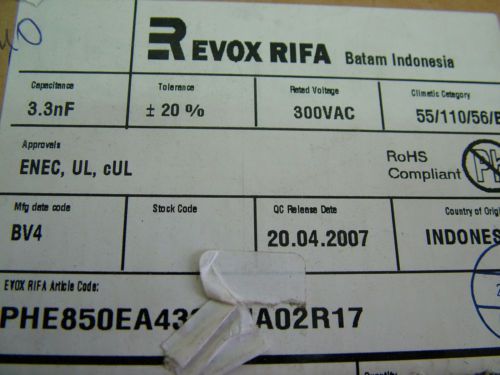 EVOX RIFA Batam Indonesia
Capacitance Tolerance Rated Voltage Climatic Category
3.3nF ± 20 % 300VAC 55/110/56/
Approvals
ENEC, UL, cUL
RoHS
Compliant
Mfg date code Stock Code QC Release Date Country of Origi
BV4 20.04.2007 INDONES
EVOX RIFA Article Code:
PHE850EA43 A02R17